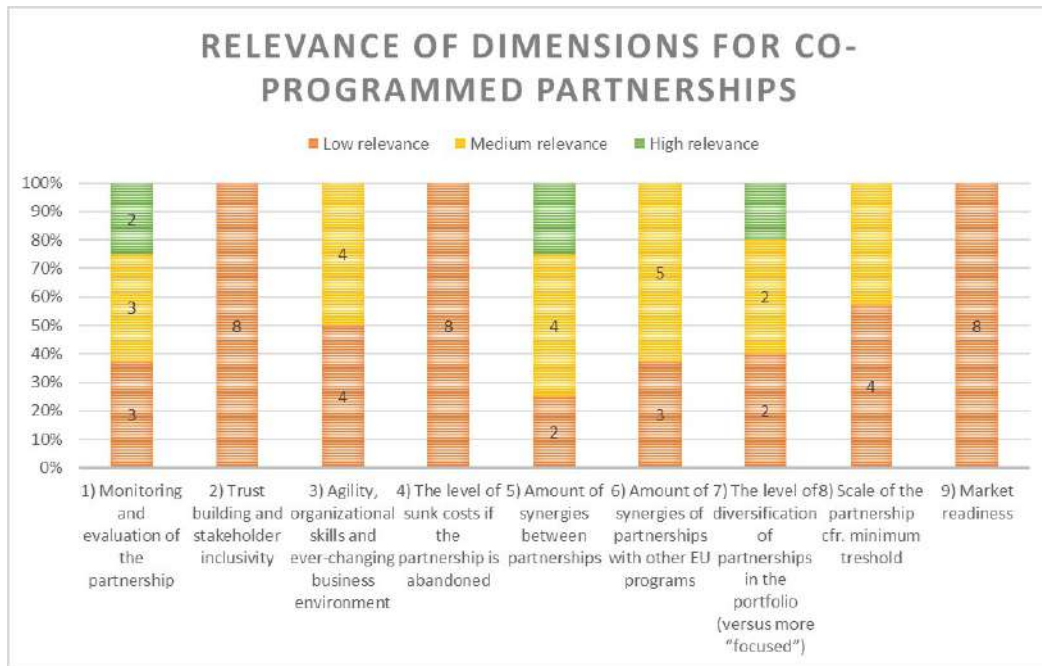 RELEVANCE OF DIMENSIONS FOR CO-
PROGRAMMED PARTNERSHIPS
Low relevance Medium relevance High relevance
100%
90%
80%
70%
60%
50%
40%
30%
20%
10%
0%
2
3
3
8
4
4
8
4
2
5
3
2
2
4
8
1) Monitoring
and
evaluation of
the
partnership
2) Trust
building and
stakeholder
inclusivity
3) Agility,
organizational
skills and
ever-changing
business
environment
4) The level of
sunk costs if
the
partnership is
abandoned
5) Amount of
synergies
between
partnerships
6) Amount of
synergies of
partnerships
with other EU
programs
7) The level of
diversification
of
partnerships
in the
portfolio
(versus more
“focused”)
8) Scale of the
partnership
cfr. minimum
treshold
9) Market
readiness